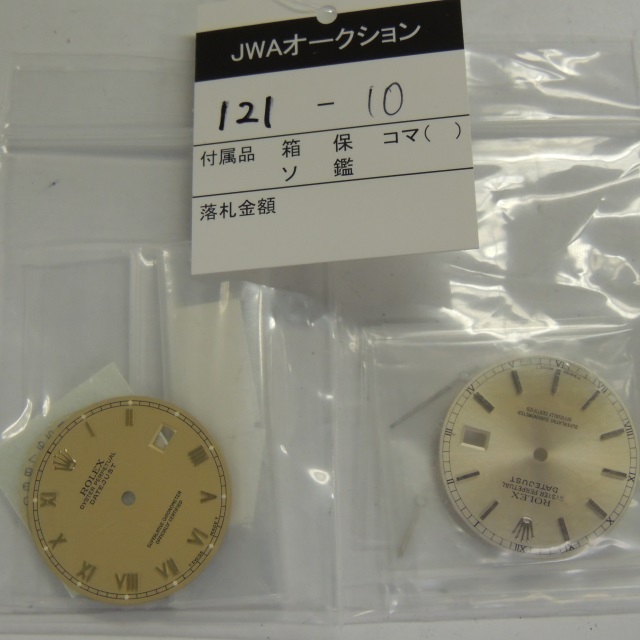 JWAオークション
121 - 10
付属品 箱 保 コマ( )
ソ 鑑
落札金額
ROLEX
OYSTER PERPETUAL
DATEJUST
SUPERLATIVE CHRONOMETER
OFFICIALLY CERTIFIED
ROLEX
OYSTER PERPETUAL
DATEJUST
SUPERLATIVE CHRONOMETER
OFFICIALLY CERTIFIED